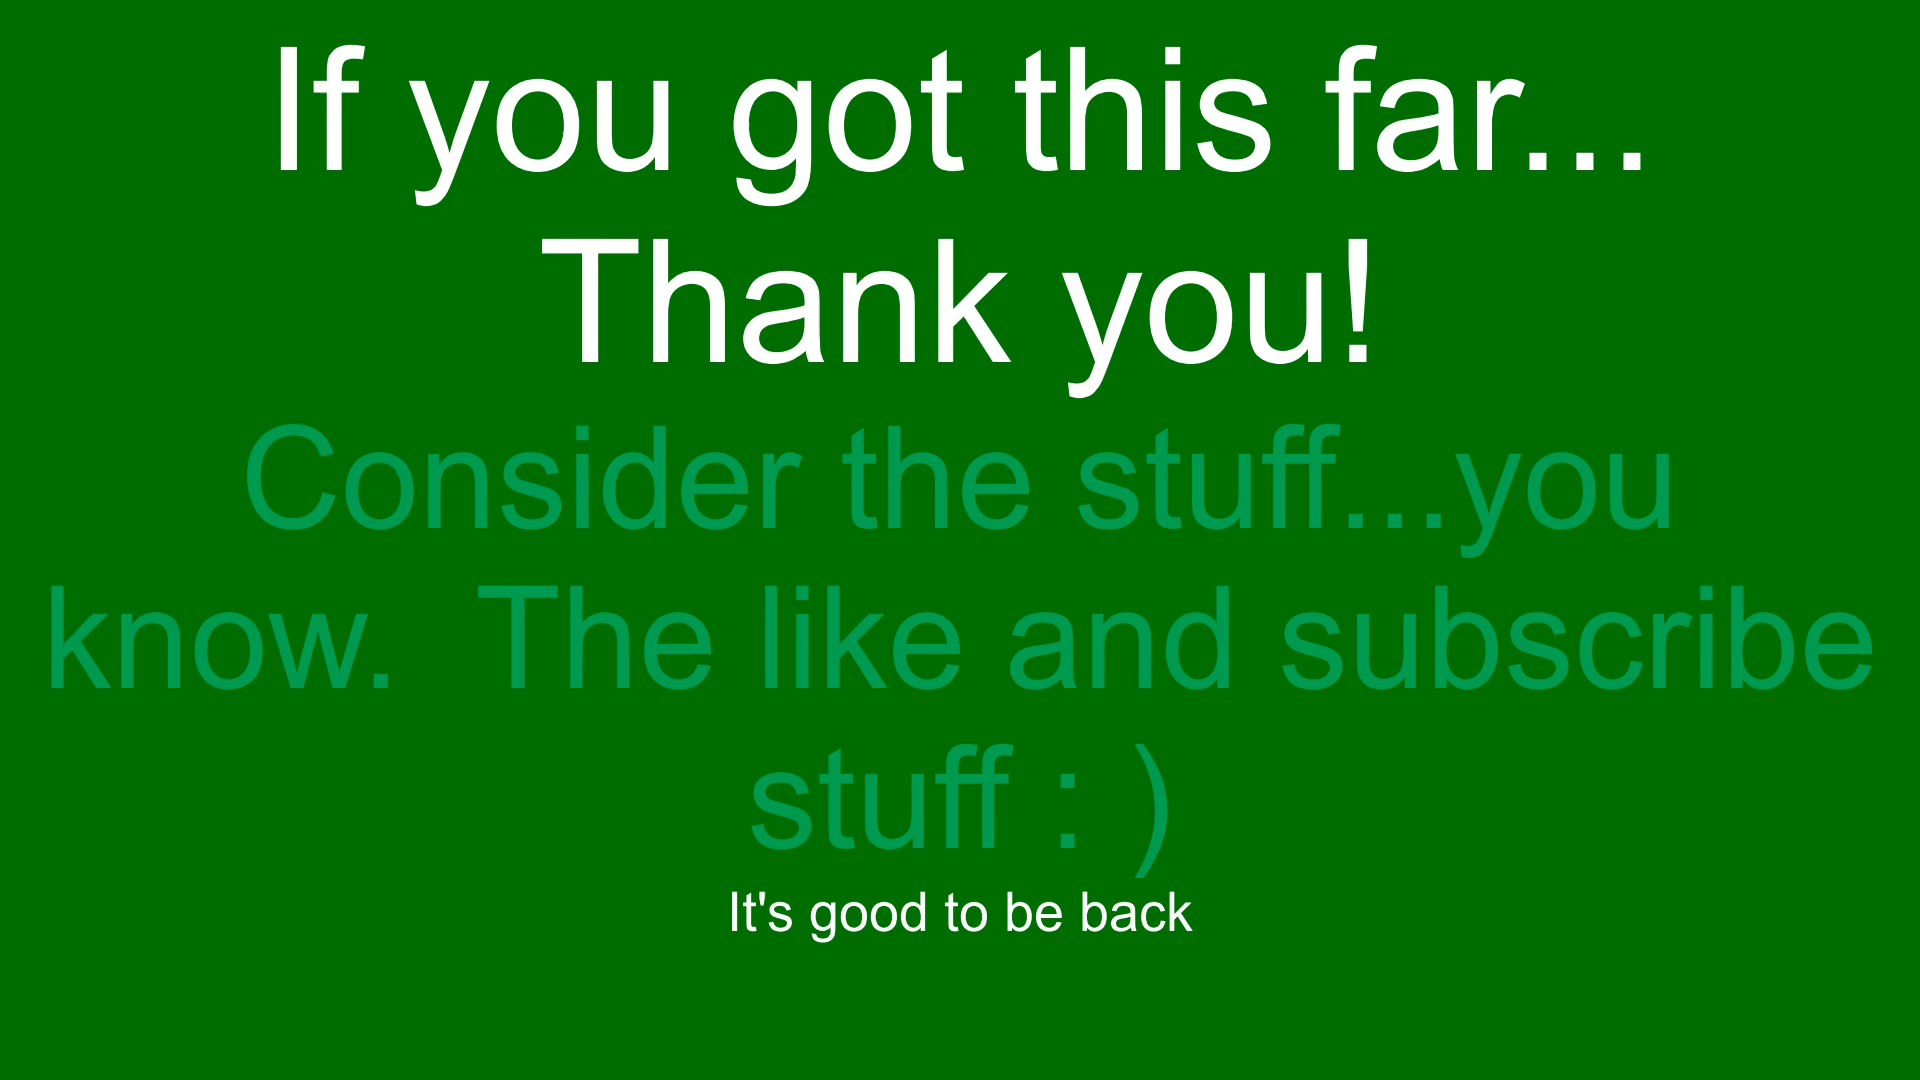 If you got this far...
Thank you!
Consider the stuff...you
know.  The like and subscribe
stuff : )
It's good to be back